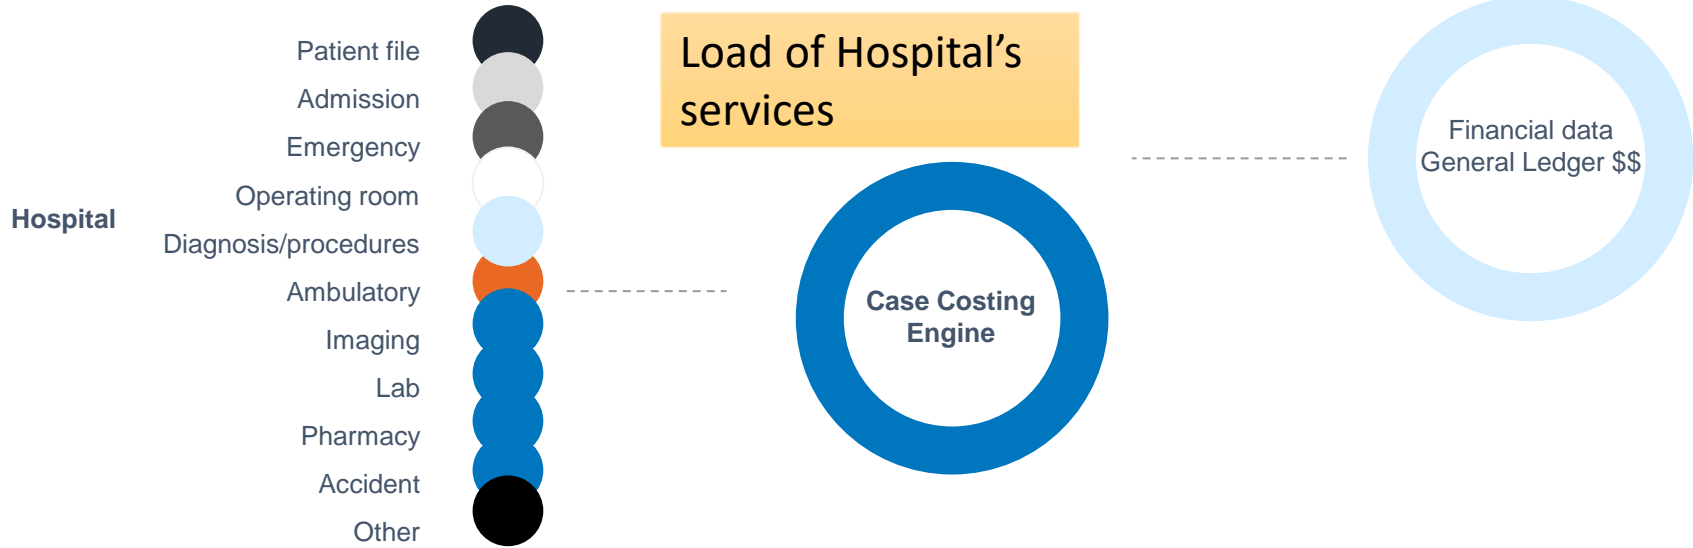 Hospital
Patient file
Admission
Emergency
Operating room
Diagnosis/procedures
Ambulatory
Imaging
Lab
Pharmacy
Accident
Other
Load of Hospital’s
services
Case Costing
Engine
Financial data
General Ledger $$